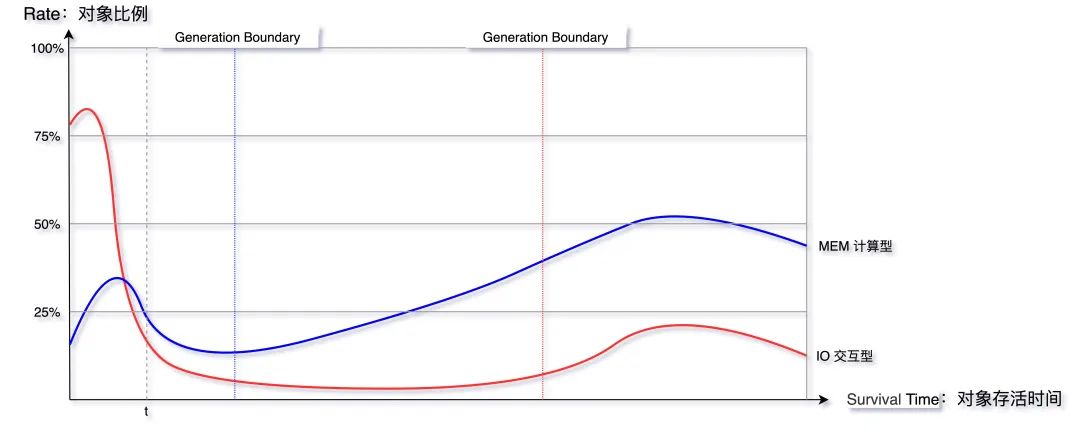 Rate：对象比例
Generation Boundary
Generation Boundary
100%
75%
50%
25%
MEM 计算型
IO 交互型
Survival Time：对象存活时间
t